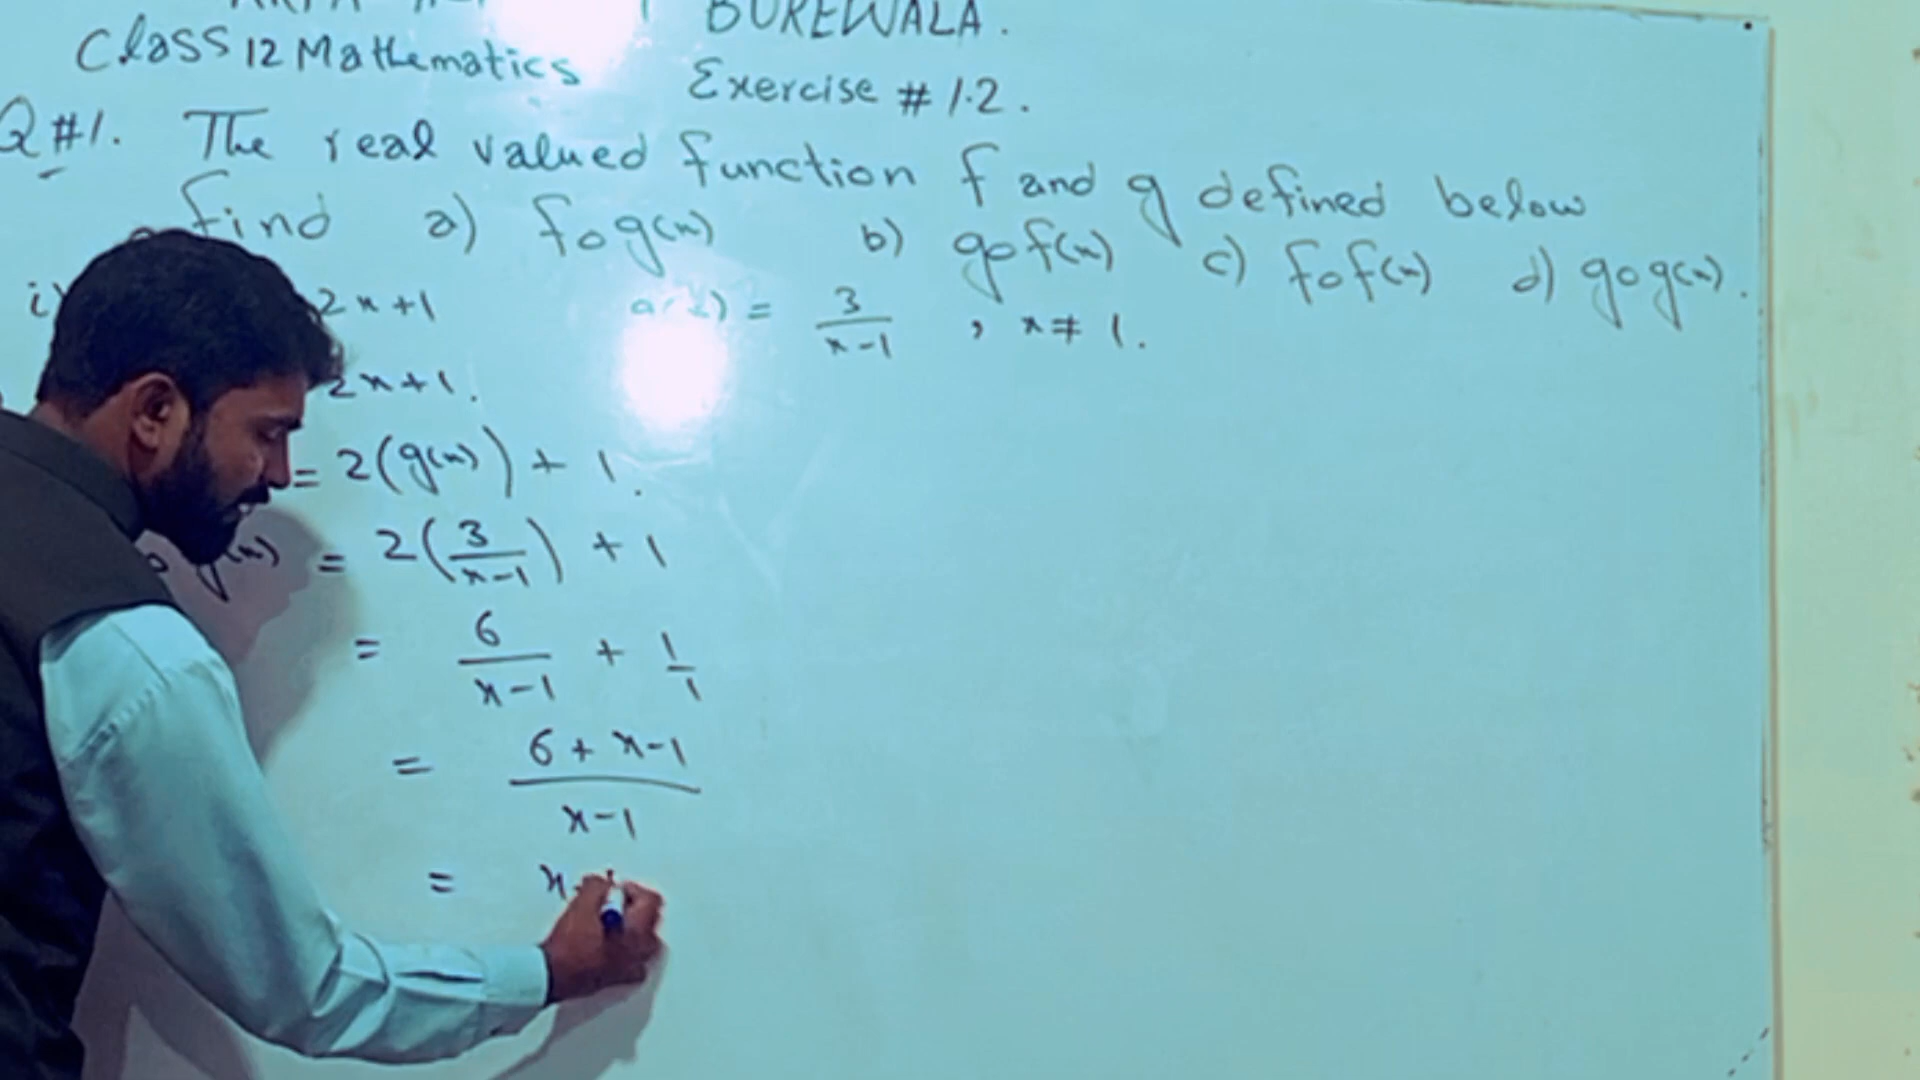 BUREWALA.
Class 12 Mathematics Exercise # 1.2.
Q #1. The real valued function f and g defined below
find a) fog(x) b) gof(x) c) fof(x) d) gog(x).
i) 2x+1 = 3/(x-1) , x ≠ 1.
2x+1.
= 2(g(x)) + 1.
= 2(3/(x-1)) + 1
= 6/(x-1) + 1/1
= (6+x-1)/(x-1)
= x